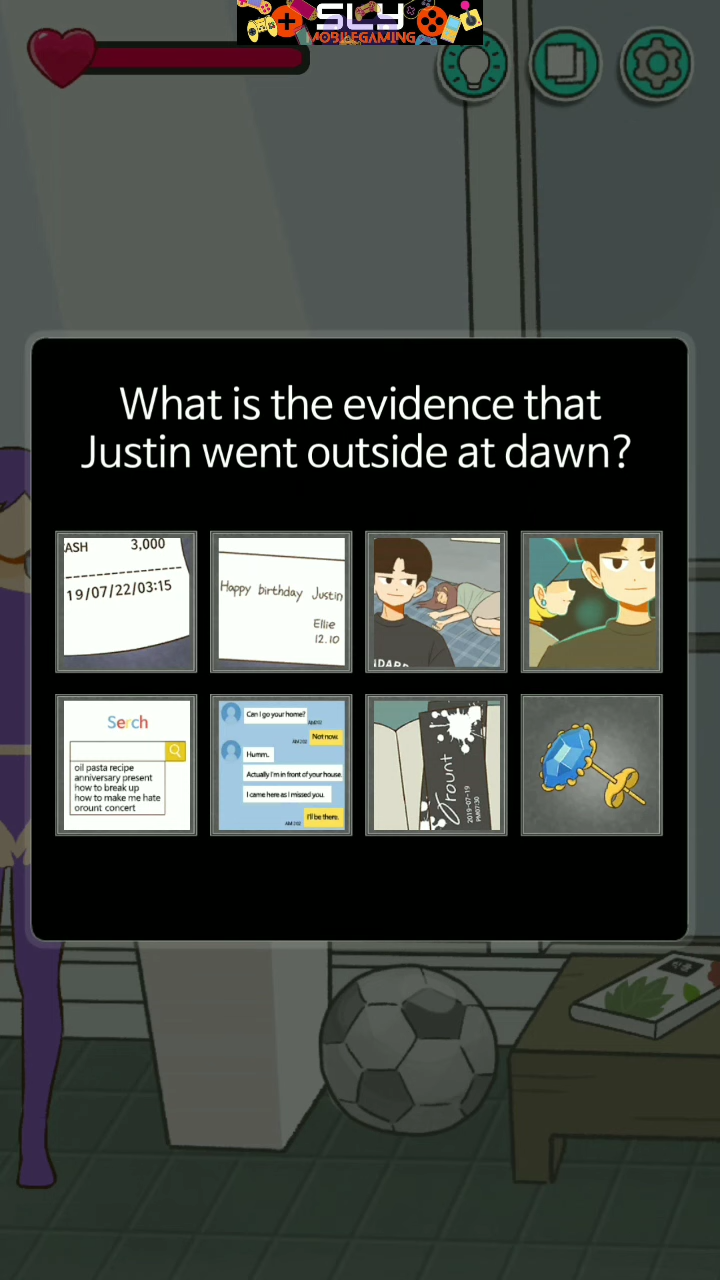 SLY
MOBILEGAMING
What is the evidence that
Justin went outside at dawn?
ASH 3,000
19/07/22/03:15
Happy birthday Justin
Ellie
12.10
Serch
oil pasta recipe
anniversary present
how to break up
how to make me hate
orount concert
Can I go your home?
Not now.
Humm..
Actually I'm in front of your house.
I came here as I missed you.
I'll be there.
Orount
2019-07-19
PM07:30